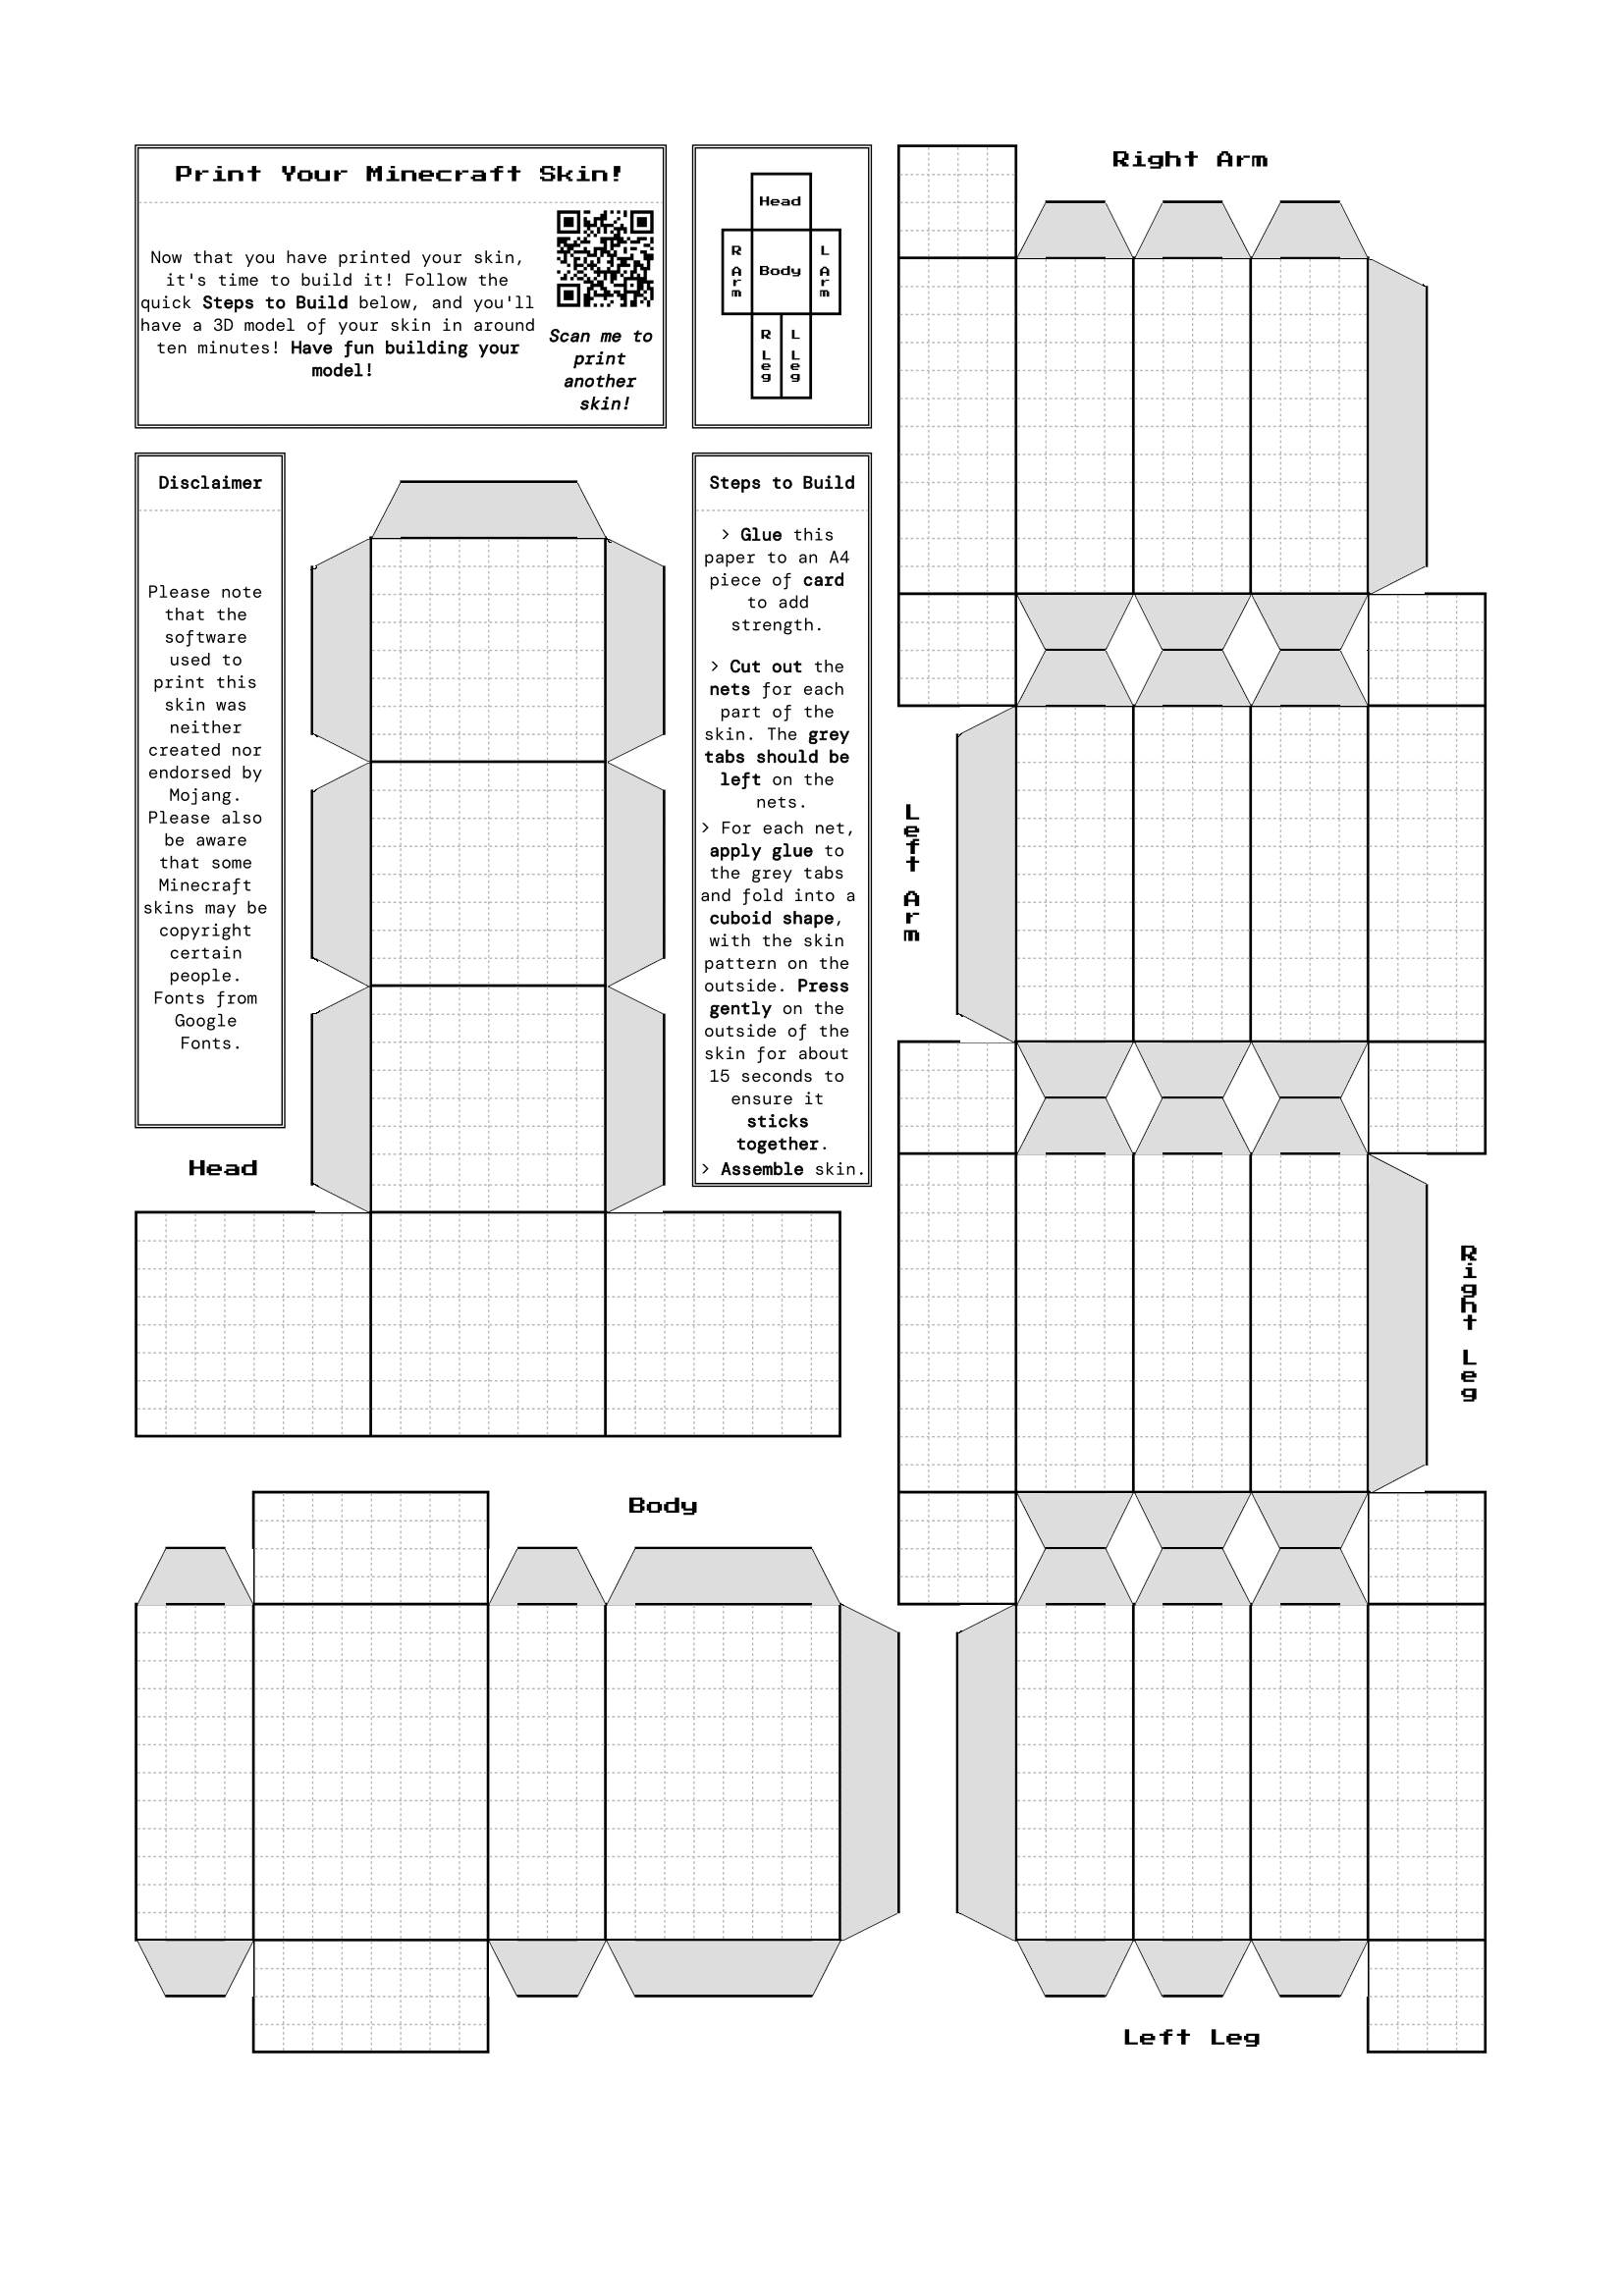 Print Your Minecraft Skin!
Now that you have printed your skin,
it's time to build it! Follow the
quick Steps to Build below, and you'll
have a 3D model of your skin in around
ten minutes! Have fun building your
model!
Scan me to
print
another
skin!
Head
R Arm
Body
L Arm
R Leg
L Leg
Right Arm
Disclaimer
Please note
that the
software
used to
print this
skin was
neither
created nor
endorsed by
Mojang.
Please also
be aware
that some
Minecraft
skins may be
copyright
certain
people.
Fonts from
Google
Fonts.
Steps to Build
> Glue this
paper to an A4
piece of card
to add
strength.
> Cut out the
nets for each
part of the
skin. The grey
tabs should be
left on the
nets.
> For each net,
apply glue to
the grey tabs
and fold into a
cuboid shape,
with the skin
pattern on the
outside. Press
gently on the
outside of the
skin for about
15 seconds to
ensure it
sticks
together.
> Assemble skin.
Left Arm
Head
Right Leg
Body
Left Leg